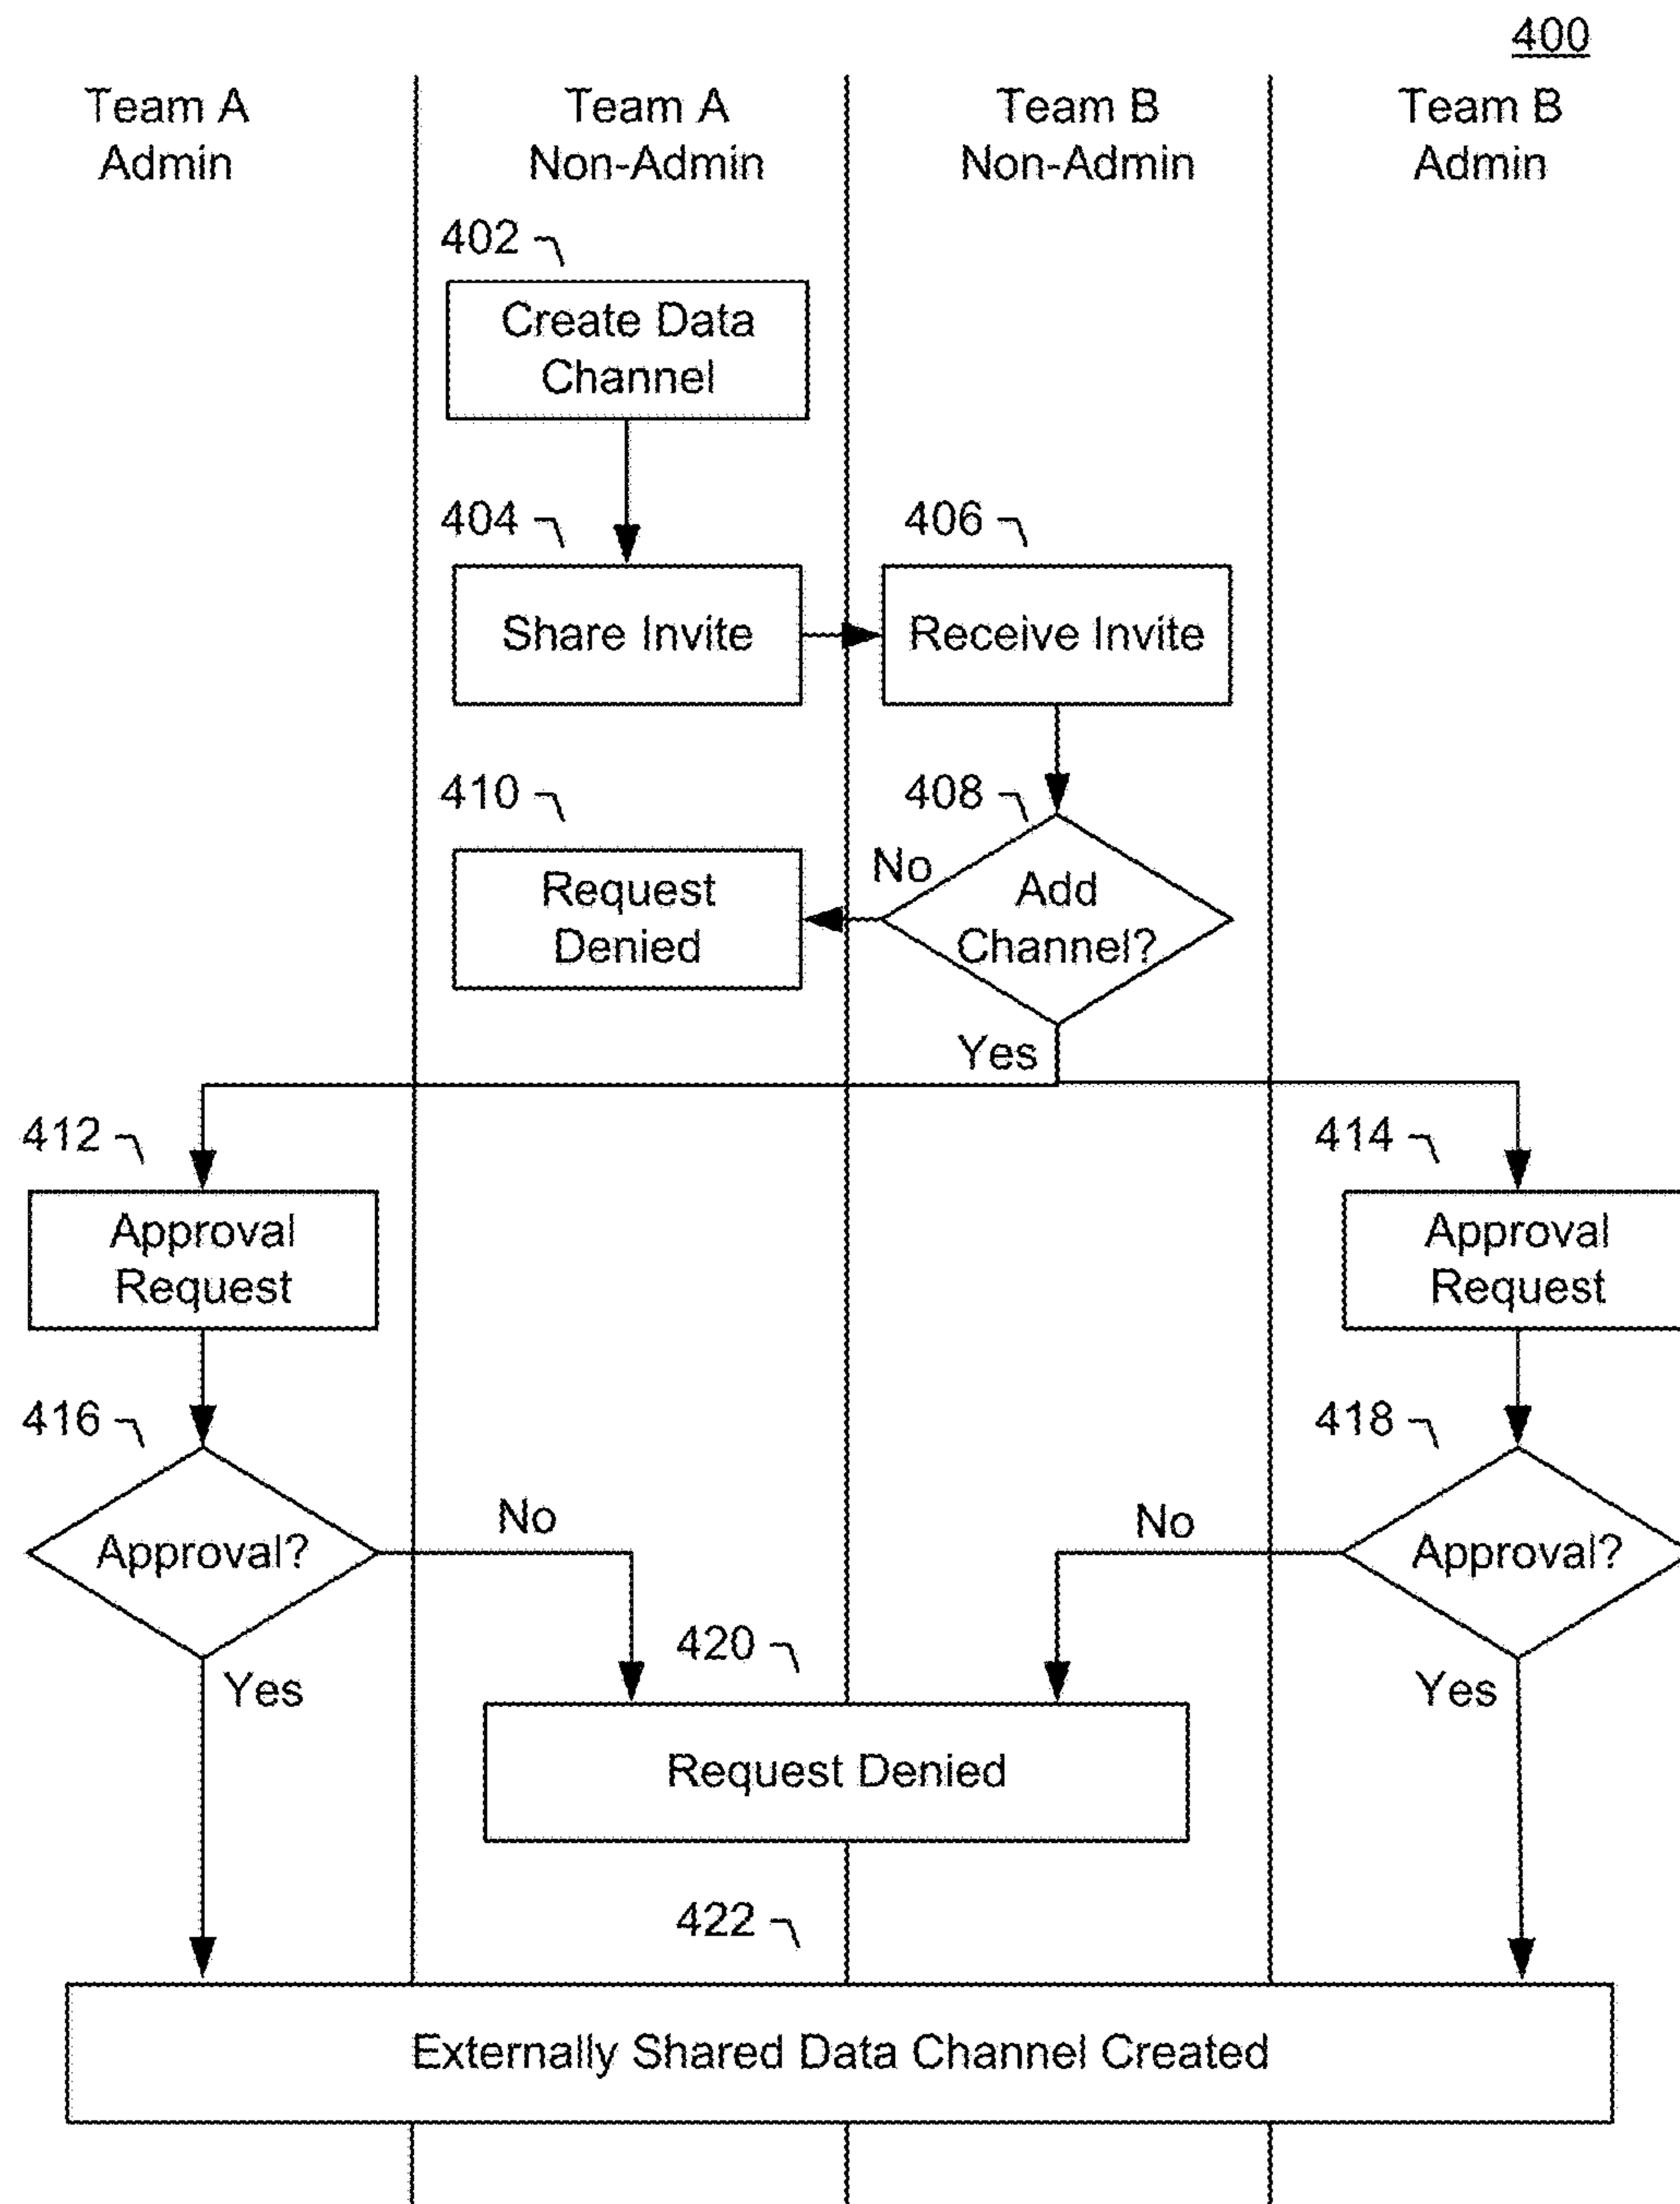 400
Team A
Admin
Team A
Non-Admin
Team B
Non-Admin
Team B
Admin
402
Create Data
Channel
404
Share Invite
406
Receive Invite
410
Request
Denied
408
No
Add
Channel?
Yes
412
Approval
Request
414
Approval
Request
416
Approval?
No
Yes
418
Approval?
No
Yes
420
Request Denied
422
Externally Shared Data Channel Created